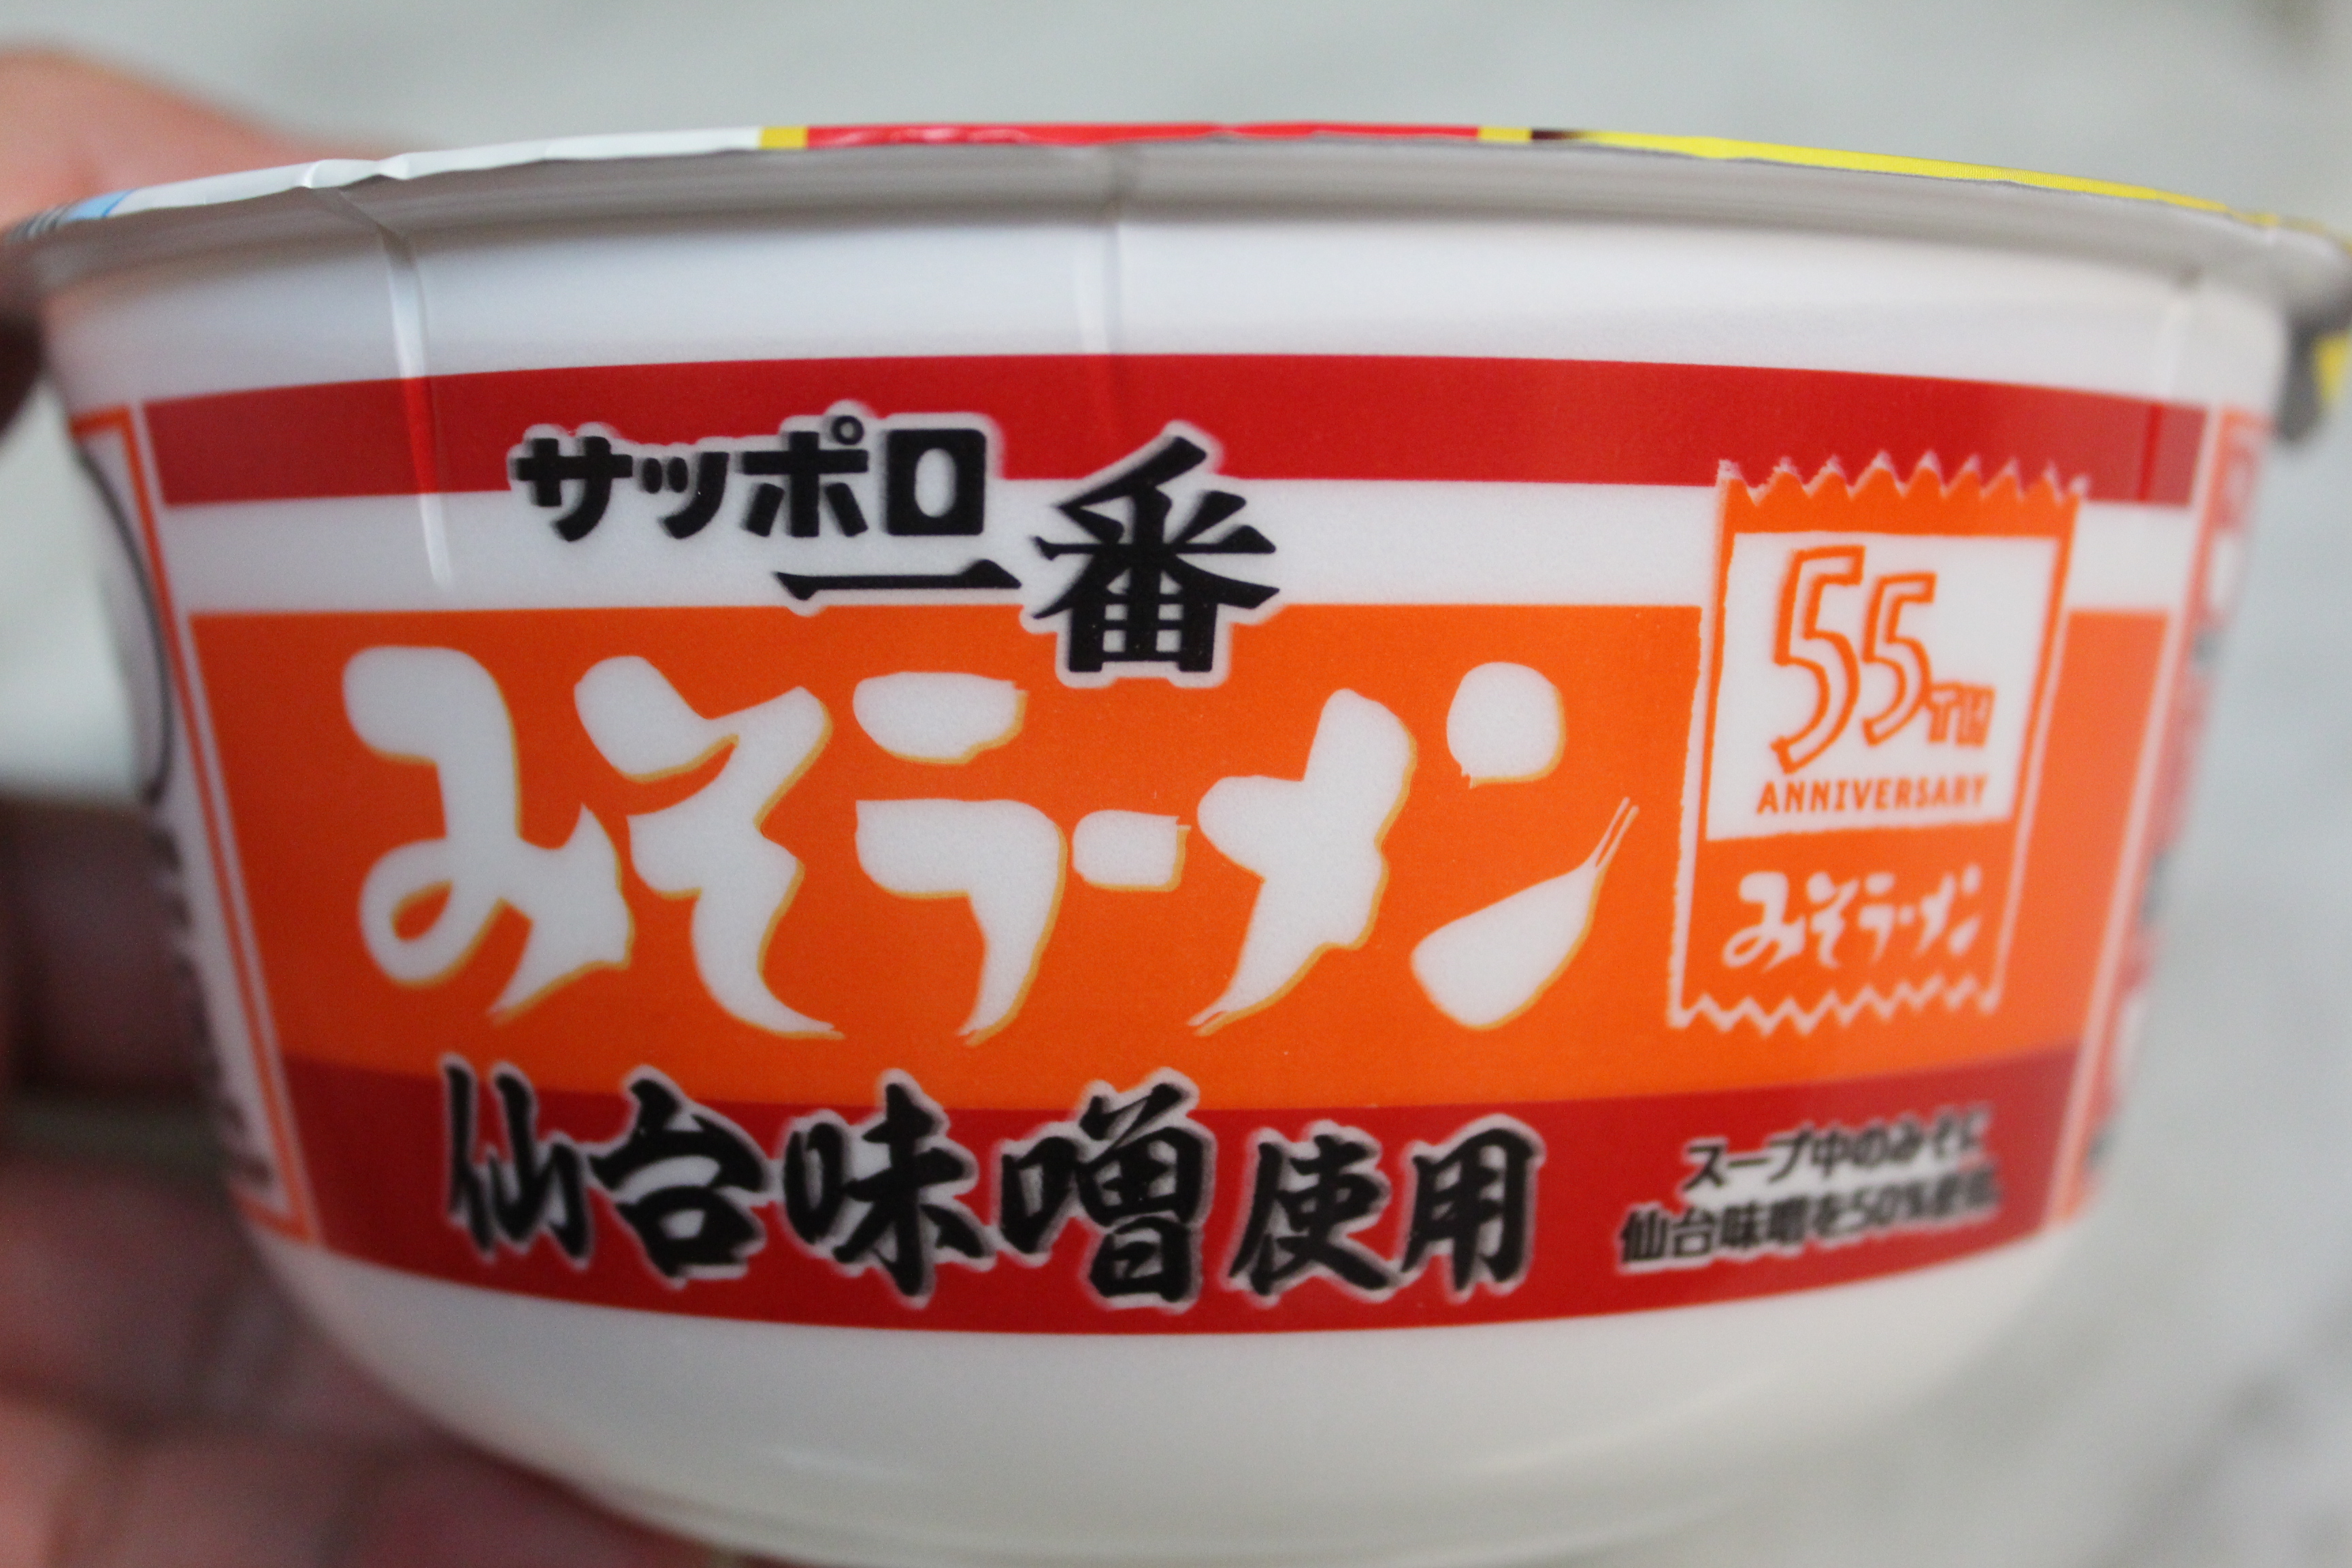 サッポロ
一番
みそラーメン
55TH
ANNIVERSARY
みそラーメン
仙台味噌使用
スープ中のみそに
仙台味噌を50%使用